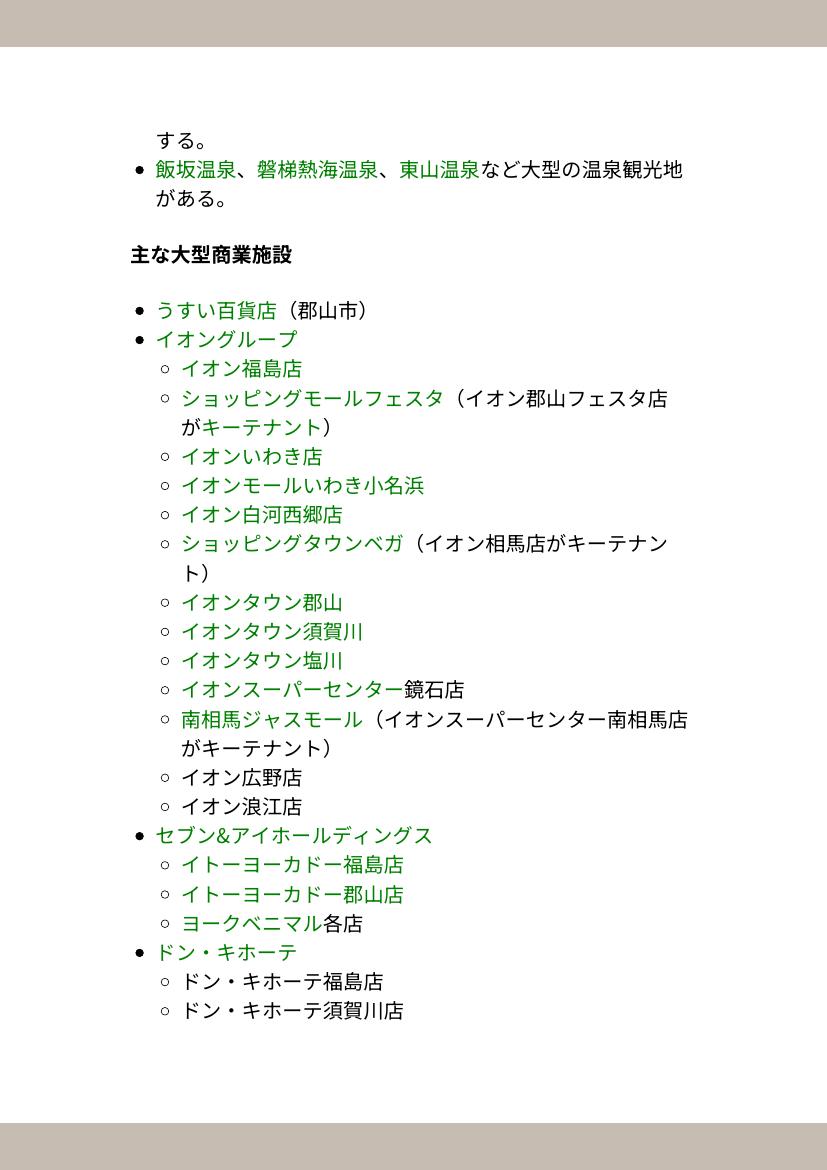 する。
• 飯坂温泉、磐梯熱海温泉、東山温泉など大型の温泉観光地
がある。
主な大型商業施設
• うすい百貨店（郡山市）
• イオングループ
○ イオン福島店
○ ショッピングモールフェスタ（イオン郡山フェスタ店
がキーテナント）
○ イオンいわき店
○ イオンモールいわき小名浜
○ イオン白河西郷店
○ ショッピングタウンベガ（イオン相馬店がキーテナン
ト）
○ イオンタウン郡山
○ イオンタウン須賀川
○ イオンタウン塩川
○ イオンスーパーセンター鏡石店
○ 南相馬ジャスモール（イオンスーパーセンター南相馬店
がキーテナント）
○ イオン広野店
○ イオン浪江店
• セブン&アイホールディングス
○ イトーヨーカドー福島店
○ イトーヨーカドー郡山店
○ ヨークベニマル各店
• ドン・キホーテ
○ ドン・キホーテ福島店
○ ドン・キホーテ須賀川店